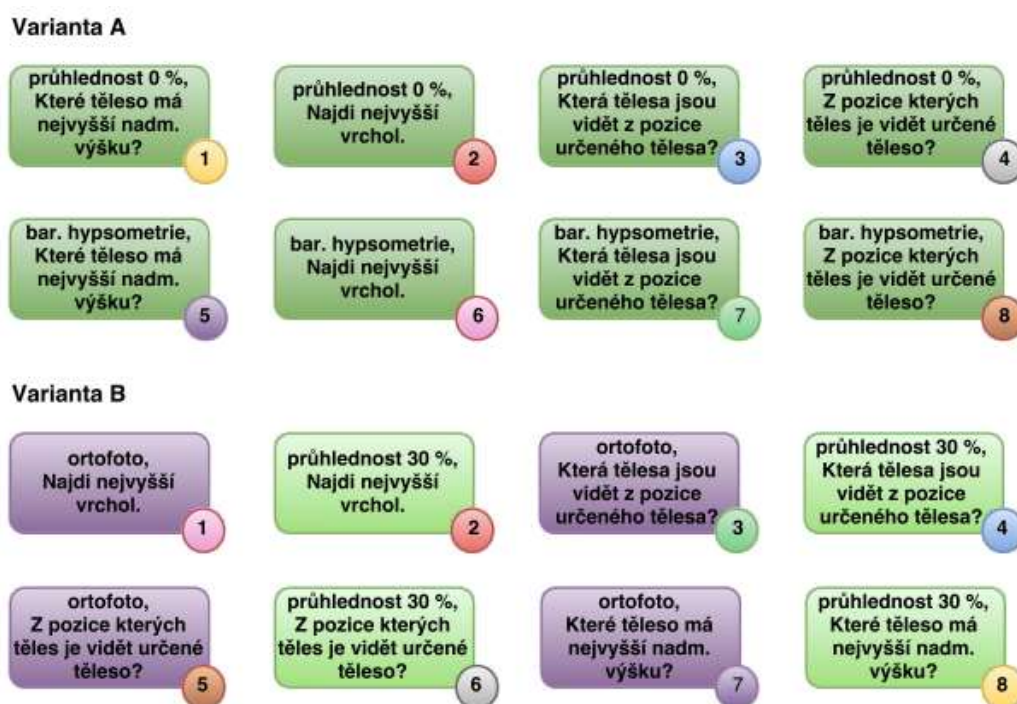 Varianta A
průhlednost 0 %,
Které těleso má
nejvyšší nadm.
výšku?
1
průhlednost 0 %,
Najdi nejvyšší
vrchol.
2
průhlednost 0 %,
Která tělesa jsou
vidět z pozice
určeného tělesa?
3
průhlednost 0 %,
Z pozice kterých
těles je vidět určené
těleso?
4
bar. hypsometrie,
Které těleso má
nejvyšší nadm.
výšku?
5
bar. hypsometrie,
Najdi nejvyšší
vrchol.
6
bar. hypsometrie,
Která tělesa jsou
vidět z pozice
určeného tělesa?
7
bar. hypsometrie,
Z pozice kterých
těles je vidět určené
těleso?
8
Varianta B
ortofoto,
Najdi nejvyšší
vrchol.
1
průhlednost 30 %,
Najdi nejvyšší
vrchol.
2
ortofoto,
Která tělesa jsou
vidět z pozice
určeného tělesa?
3
průhlednost 30 %,
Která tělesa jsou
vidět z pozice
určeného tělesa?
4
ortofoto,
Z pozice kterých
těles je vidět určené
těleso?
5
průhlednost 30 %,
Z pozice kterých
těles je vidět určené
těleso?
6
ortofoto,
Které těleso má
nejvyšší nadm.
výšku?
7
průhlednost 30 %,
Které těleso má
nejvyšší nadm.
výšku?
8